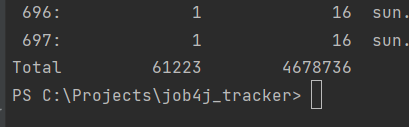 696: 1 16 sun.
697: 1 16 sun.
Total 61223 4678736
PS C:\Projects\job4j_tracker>